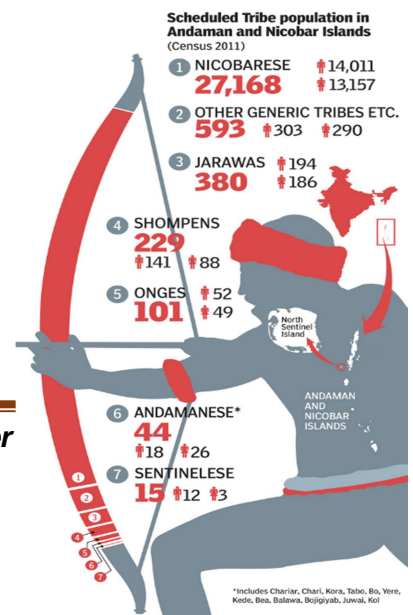 Scheduled Tribe population in
Andaman and Nicobar Islands
(Census 2011)
1 NICOBARESE 14,011
27,168 13,157
2 OTHER GENERIC TRIBES ETC.
593 303 290
3 JARAWAS 194
380 186
4 SHOMPENS
229
141 88
5 ONGES 52
101 49
North
Sentinel
Island
ANDAMAN
AND
NICOBAR
ISLANDS
er
6 ANDAMANESE*
44
18 26
7 SENTINELESE
15 12 3
1
2
3
4
5
6
7
*Includes Chariar, Chari, Kora, Tabo, Bo, Yere,
Kede, Bea, Balawa, Bojigiyab, Juwai, Kol